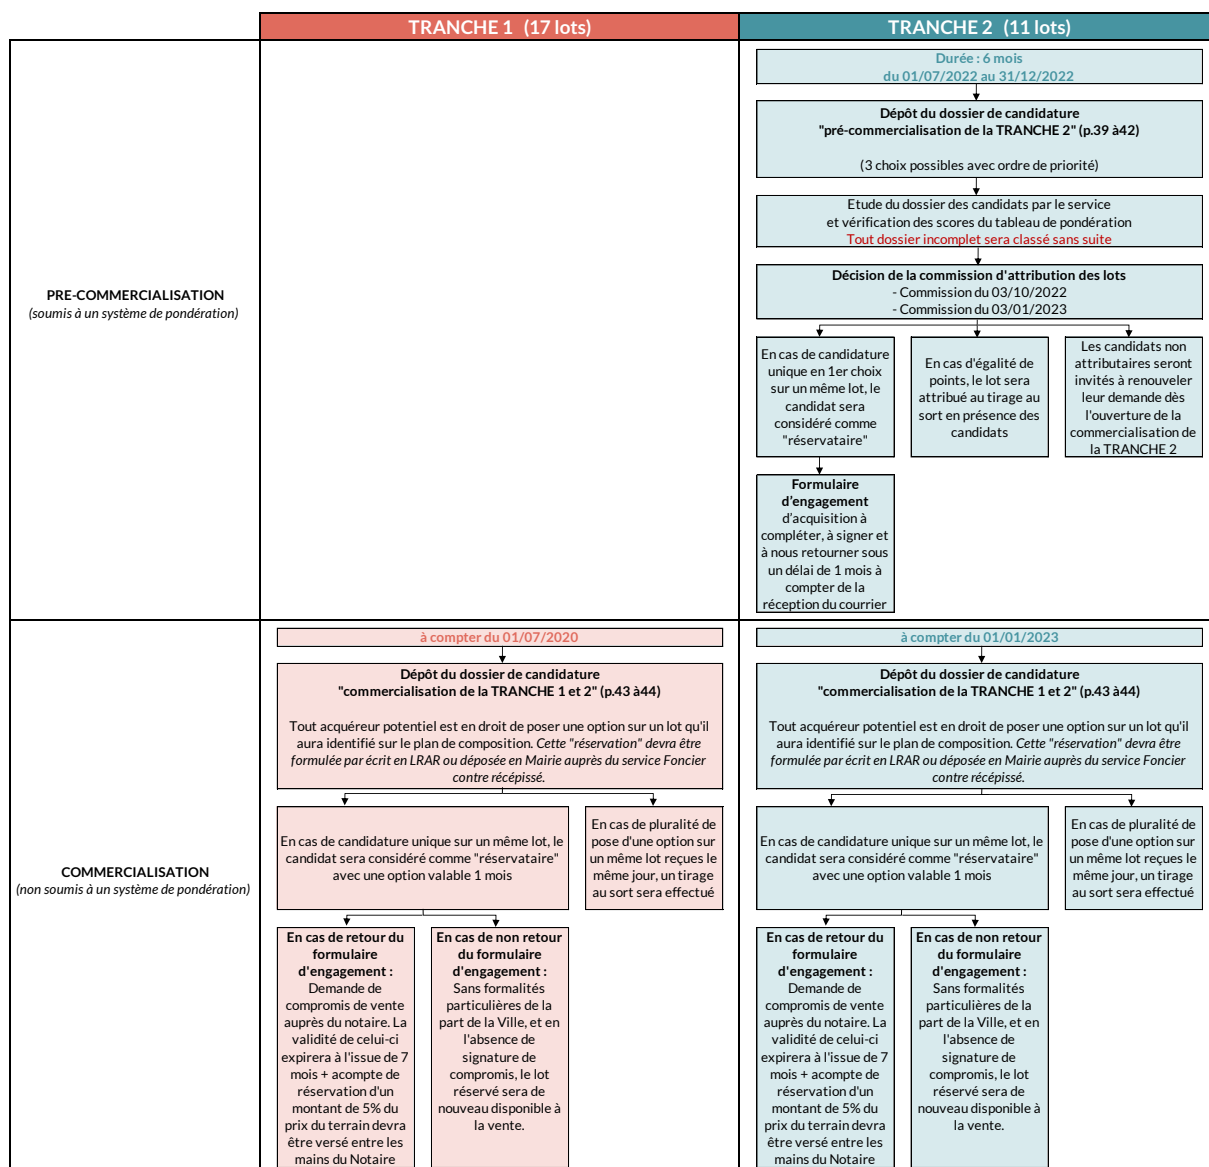 TRANCHE 1 (17 lots)
TRANCHE 2 (11 lots)
PRE-COMMERCIALISATION
(soumis à un système de pondération)
Durée : 6 mois
du 01/07/2022 au 31/12/2022
Dépôt du dossier de candidature
"pré-commercialisation de la TRANCHE 2" (p.39 à42)
(3 choix possibles avec ordre de priorité)
Etude du dossier des candidats par le service
et vérification des scores du tableau de pondération
Tout dossier incomplet sera classé sans suite
Décision de la commission d'attribution des lots
- Commission du 03/10/2022
- Commission du 03/01/2023
En cas de candidature
unique en 1er choix
sur un même lot, le
candidat sera
considéré comme
"réservataire"
En cas d'égalité de
points, le lot sera
attribué au tirage au
sort en présence des
candidats
Les candidats non
attributaires seront
invités à renouveler
leur demande dès
l'ouverture de la
commercialisation de
la TRANCHE 2
Formulaire
d’engagement
d’acquisition à
compléter, à signer et
à nous retourner sous
un délai de 1 mois à
compter de la
réception du courrier
COMMERCIALISATION
(non soumis à un système de pondération)
à compter du 01/07/2020
Dépôt du dossier de candidature
"commercialisation de la TRANCHE 1 et 2" (p.43 à44)
Tout acquéreur potentiel est en droit de poser une option sur un lot qu'il
aura identifié sur le plan de composition. Cette "réservation" devra être
formulée par écrit en LRAR ou déposée en Mairie auprès du service Foncier
contre récépissé.
En cas de candidature unique sur un même lot, le
candidat sera considéré comme "réservataire"
avec une option valable 1 mois
En cas de pluralité de
pose d'une option sur
un même lot reçues le
même jour, un tirage
au sort sera effectué
En cas de retour du
formulaire
d'engagement :
Demande de
compromis de vente
auprès du notaire. La
validité de celui-ci
expirera à l'issue de 7
mois + acompte de
réservation d'un
montant de 5% du
prix du terrain devra
être versé entre les
mains du Notaire
En cas de non retour
du formulaire
d'engagement :
Sans formalités
particulières de la
part de la Ville, et en
l'absence de
signature de
compromis, le lot
réservé sera de
nouveau disponible à
la vente.
à compter du 01/01/2023
Dépôt du dossier de candidature
"commercialisation de la TRANCHE 1 et 2" (p.43 à44)
Tout acquéreur potentiel est en droit de poser une option sur un lot qu'il
aura identifié sur le plan de composition. Cette "réservation" devra être
formulée par écrit en LRAR ou déposée en Mairie auprès du service Foncier
contre récépissé.
En cas de candidature unique sur un même lot, le
candidat sera considéré comme "réservataire"
avec une option valable 1 mois
En cas de pluralité de
pose d'une option sur
un même lot reçues le
même jour, un tirage
au sort sera effectué
En cas de retour du
formulaire
d'engagement :
Demande de
compromis de vente
auprès du notaire. La
validité de celui-ci
expirera à l'issue de 7
mois + acompte de
réservation d'un
montant de 5% du
prix du terrain devra
être versé entre les
mains du Notaire
En cas de non retour
du formulaire
d'engagement :
Sans formalités
particulières de la
part de la Ville, et en
l'absence de
signature de
compromis, le lot
réservé sera de
nouveau disponible à
la vente.